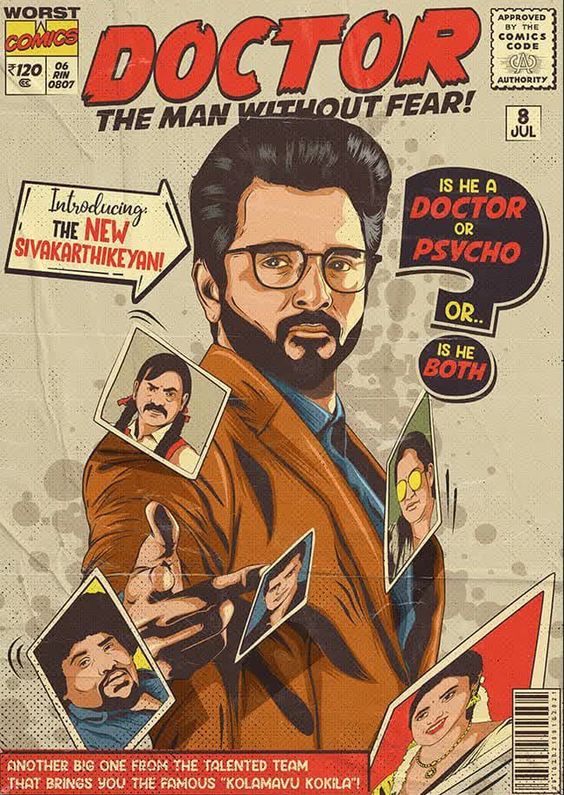 WORST
COMICS
₹120
CC
06
RIN
0807
DOCTOR
THE MAN WITHOUT FEAR!
APPROVED
BY THE
COMICS
CODE
AUTHORITY
8
JUL
Introducing:
THE NEW
SIVAKARTHIKEYAN!
IS HE A
DOCTOR
OR
PSYCHO
OR..
IS HE
BOTH
ANOTHER BIG ONE FROM THE TALENTED TEAM
THAT BRINGS YOU THE FAMOUS "KOLAMAVU KOKILA"!